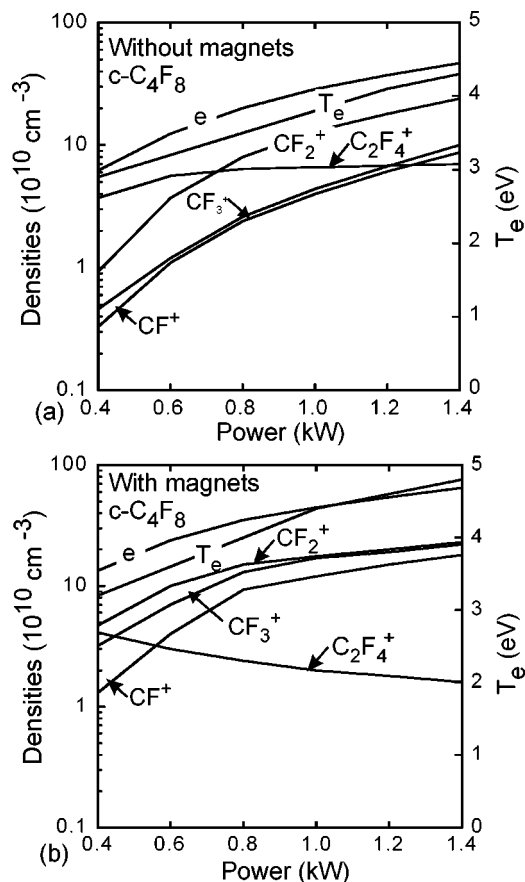 Without magnets
c-C4F8
100
10
1
0.1
Densities (10^10 cm^-3)
5
4
3
2
1
0
T_e (eV)
e
T_e
CF2^+
C2F4^+
CF3^+
CF^+
0.4 0.6 0.8 1.0 1.2 1.4
(a) Power (kW)
With magnets
c-C4F8
100
10
1
0.1
Densities (10^10 cm^-3)
5
4
3
2
1
0
T_e (eV)
e
T_e
CF2^+
CF3^+
C2F4^+
CF^+
0.4 0.6 0.8 1.0 1.2 1.4
(b) Power (kW)